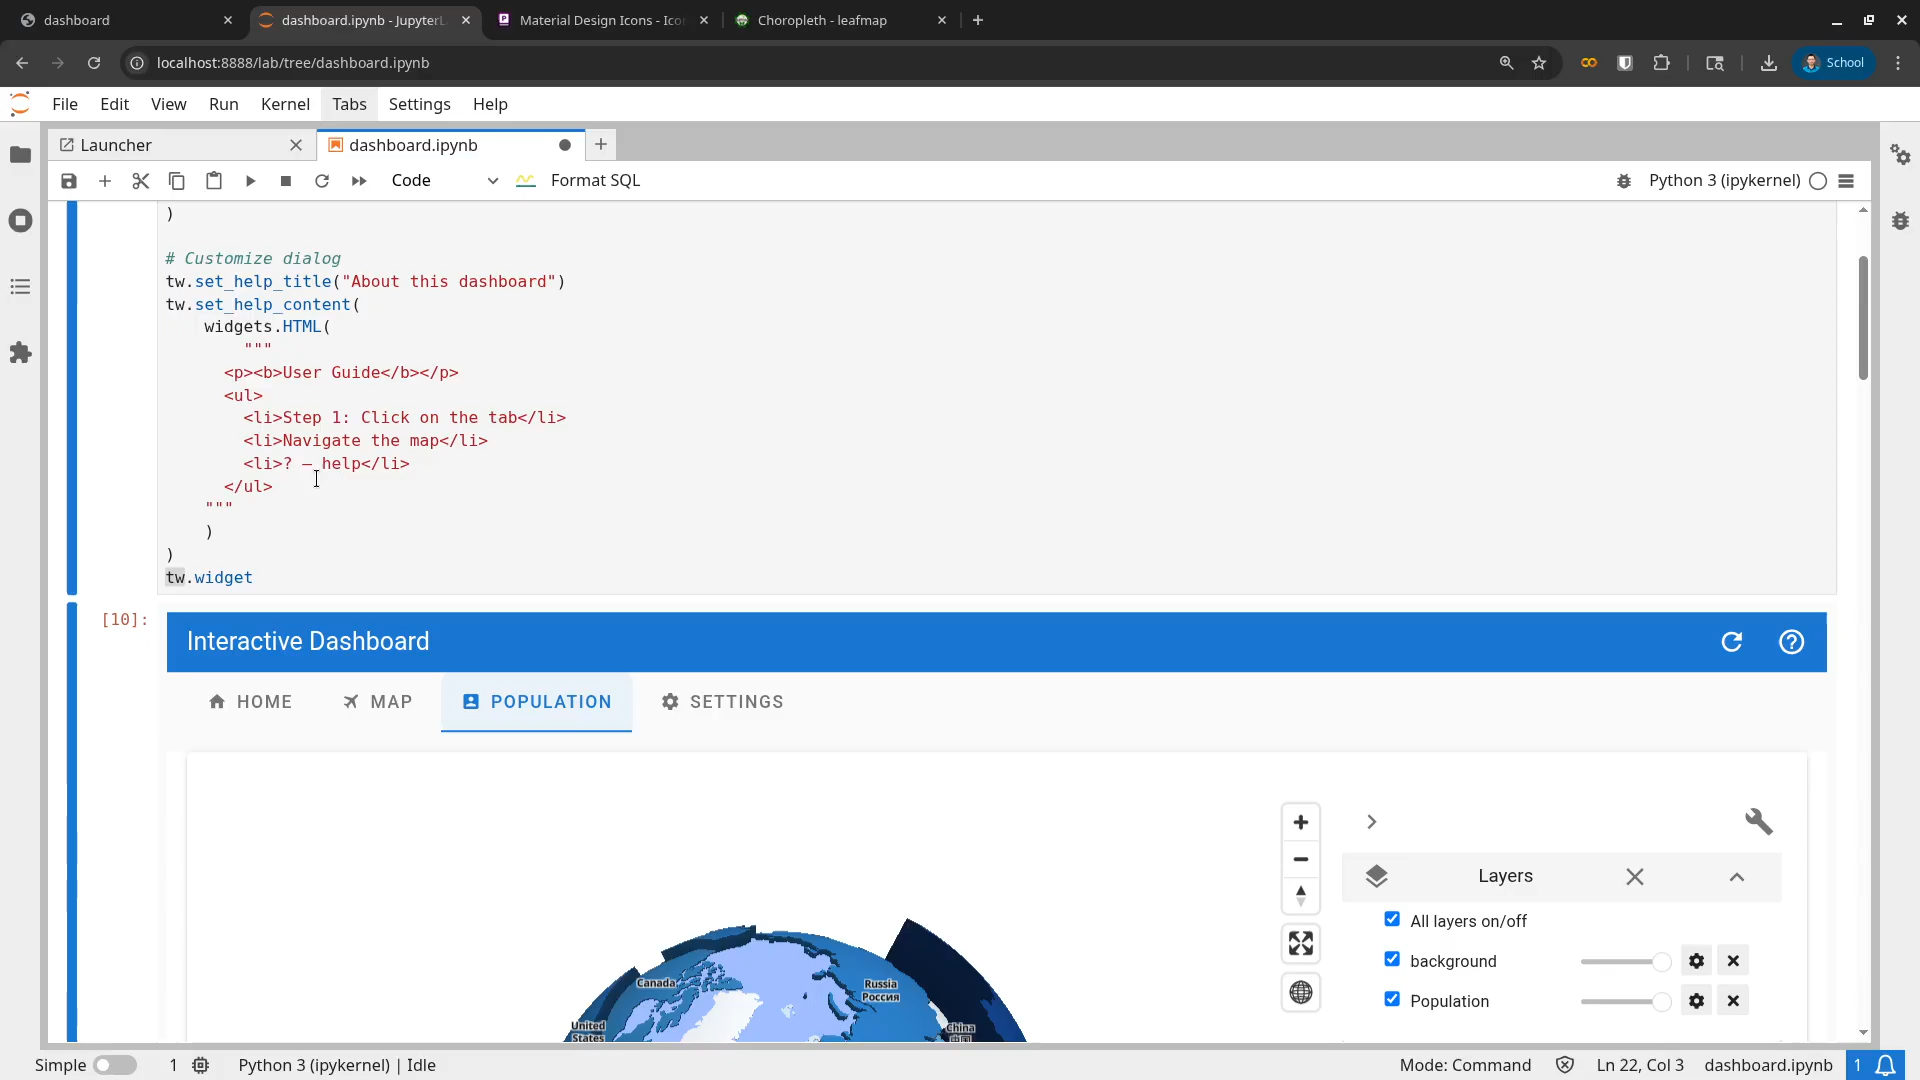 dashboard
dashboard.ipynb - JupyterL
Material Design Icons - Ico
Choropleth - leafmap
localhost:8888/lab/tree/dashboard.ipynb
School
File Edit View Run Kernel Tabs Settings Help
Launcher
dashboard.ipynb
Code
Format SQL
Python 3 (ipykernel)
)
# Customize dialog
tw.set_help_title("About this dashboard")
tw.set_help_content(
widgets.HTML(
"""
<p><b>User Guide</b></p>
<ul>
<li>Step 1: Click on the tab</li>
<li>Navigate the map</li>
<li>? — help</li>
</ul>
"""
)
)
tw.widget
[10]:
Interactive Dashboard
HOME
MAP
POPULATION
SETTINGS
Layers
All layers on/off
background
Population
Canada
Russia
Россия
United
States
China
中国
Simple
1
Python 3 (ipykernel) | Idle
Mode: Command
Ln 22, Col 3
dashboard.ipynb
1